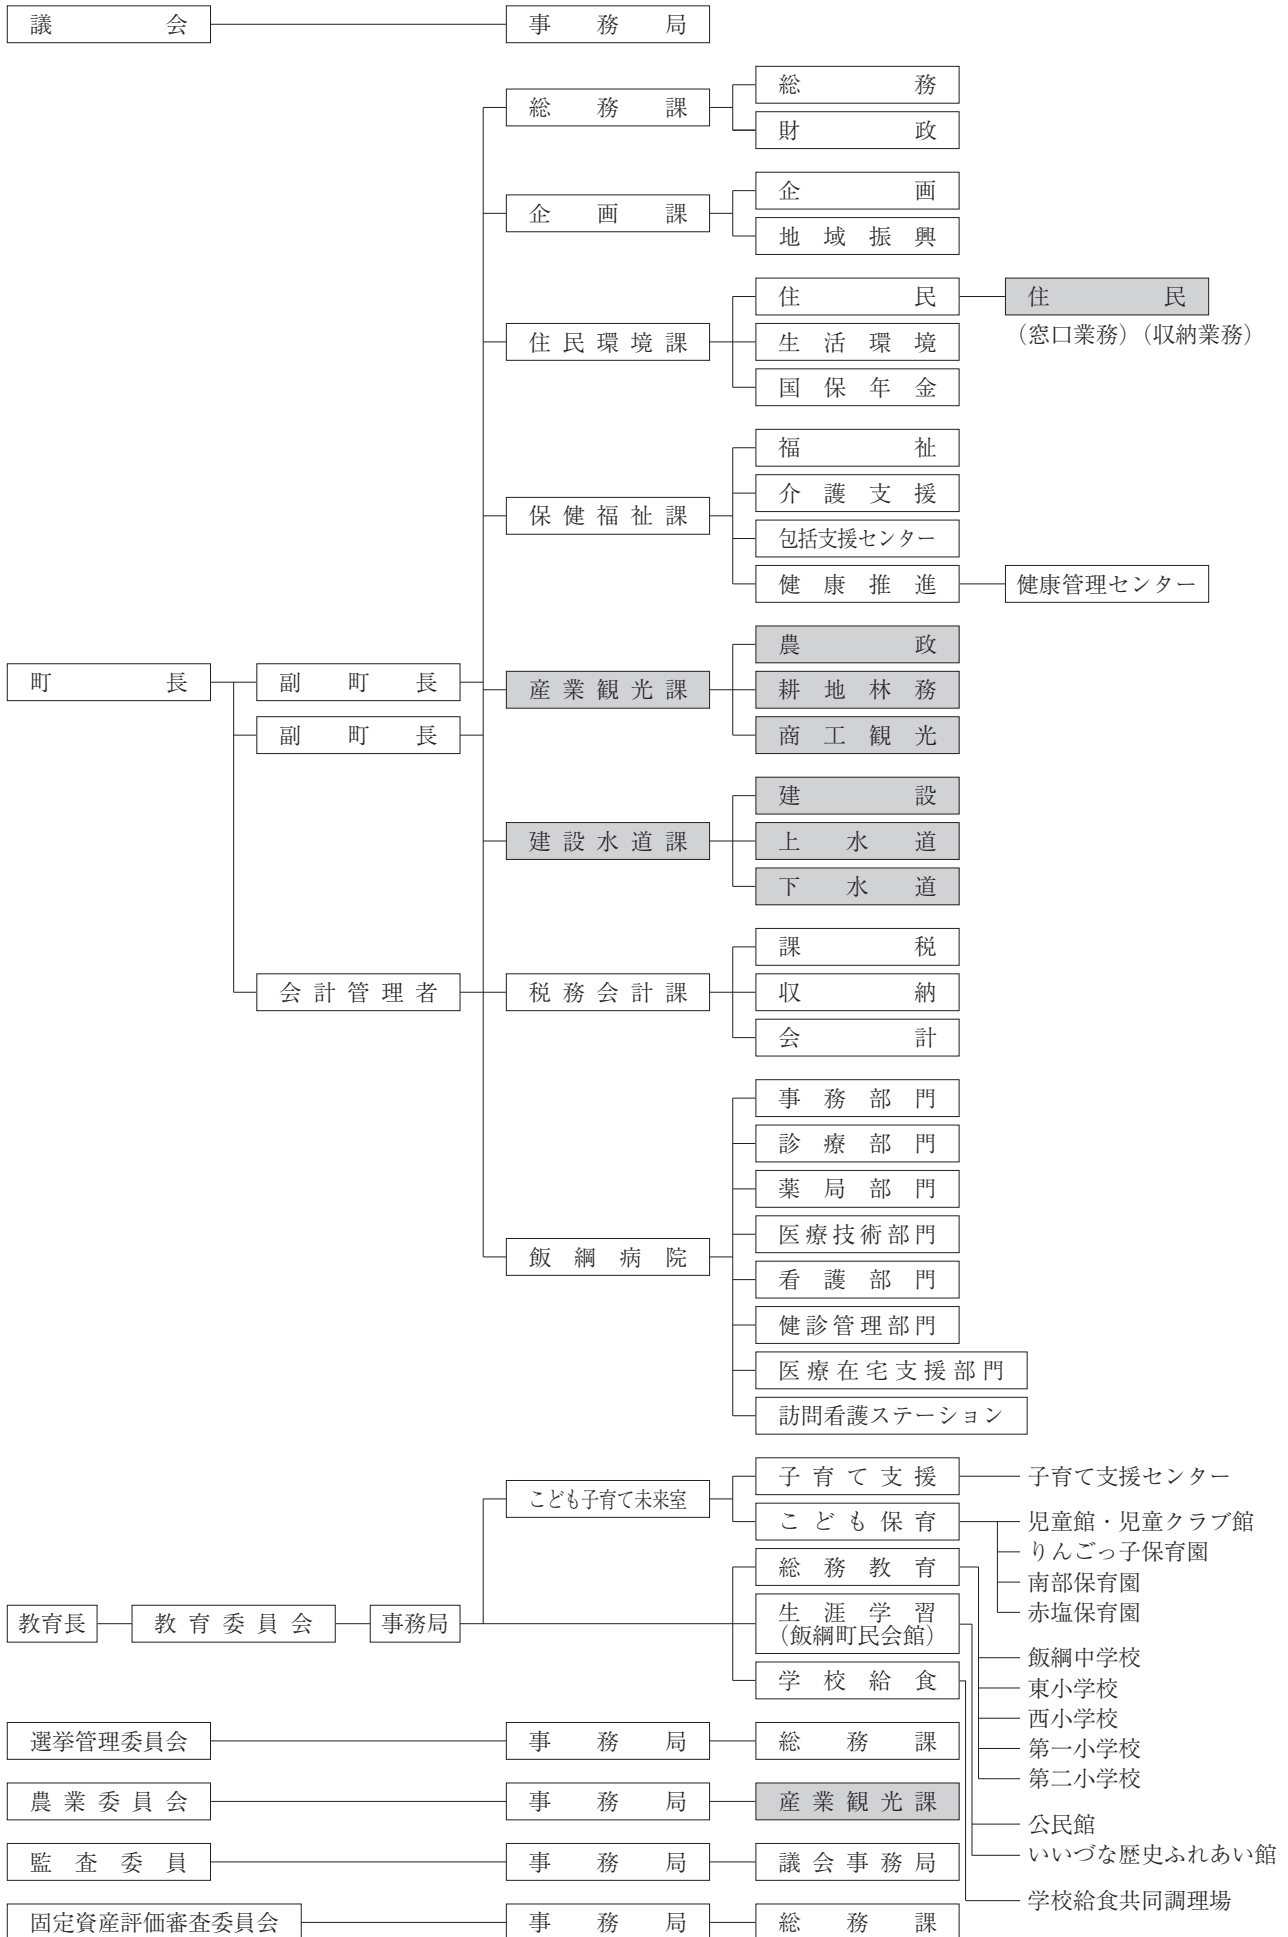 議会
事務局
総務課
総務
財政
企画課
企画
地域振興
住民環境課
住民
住民
（窓口業務）（収納業務）
生活環境
国保年金
保健福祉課
福祉
介護支援
包括支援センター
健康推進
健康管理センター
町長
副町長
副町長
会計管理者
産業観光課
農政
耕地林務
商工観光
建設水道課
建設
上水道
下水道
税務会計課
課税
収納
会計
飯綱病院
事務部門
診療部門
薬局部門
医療技術部門
看護部門
健診管理部門
医療在宅支援部門
訪問看護ステーション
教育長
教育委員会
事務局
こども子育て未来室
子育て支援
子育て支援センター
こども保育
児童館・児童クラブ館
りんごっ子保育園
南部保育園
赤塩保育園
総務教育
飯綱中学校
東小学校
西小学校
第一小学校
第二小学校
生涯学習
（飯綱町民会館）
公民館
いいづな歴史ふれあい館
学校給食
学校給食共同調理場
選挙管理委員会
事務局
総務課
農業委員会
事務局
産業観光課
監査委員
事務局
議会事務局
固定資産評価審査委員会
事務局
総務課